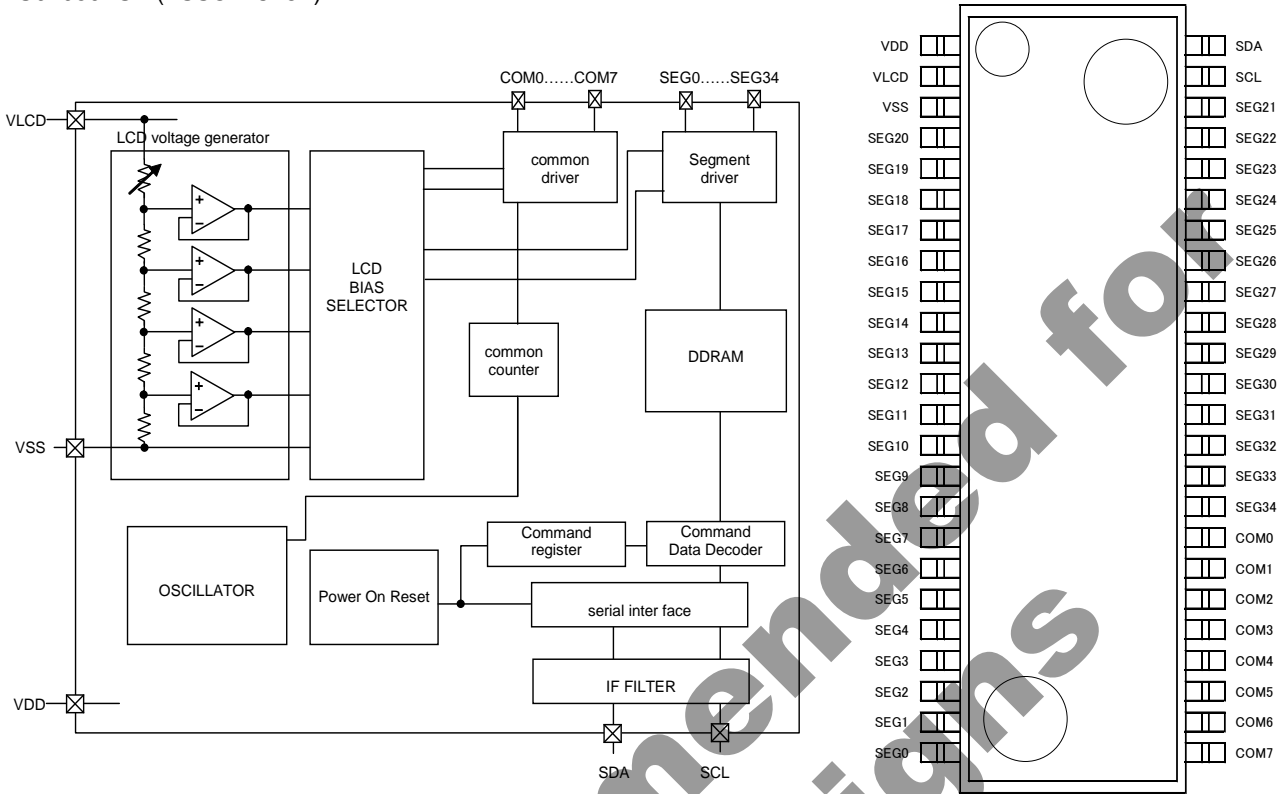 COM0......COM7
SEG0......SEG34
VLCD
LCD voltage generator
+
−
+
−
+
−
+
−
LCD
BIAS
SELECTOR
common
driver
Segment
driver
common
counter
DDRAM
VSS
OSCILLATOR
Power On Reset
Command
register
Command
Data Decoder
serial inter face
IF FILTER
VDD
SDA
SCL
VDD
VLCD
VSS
SEG20
SEG19
SEG18
SEG17
SEG16
SEG15
SEG14
SEG13
SEG12
SEG11
SEG10
SEG9
SEG8
SEG7
SEG6
SEG5
SEG4
SEG3
SEG2
SEG1
SEG0
SDA
SCL
SEG21
SEG22
SEG23
SEG24
SEG25
SEG26
SEG27
SEG28
SEG29
SEG30
SEG31
SEG32
SEG33
SEG34
COM0
COM1
COM2
COM3
COM4
COM5
COM6
COM7
mended for
igns